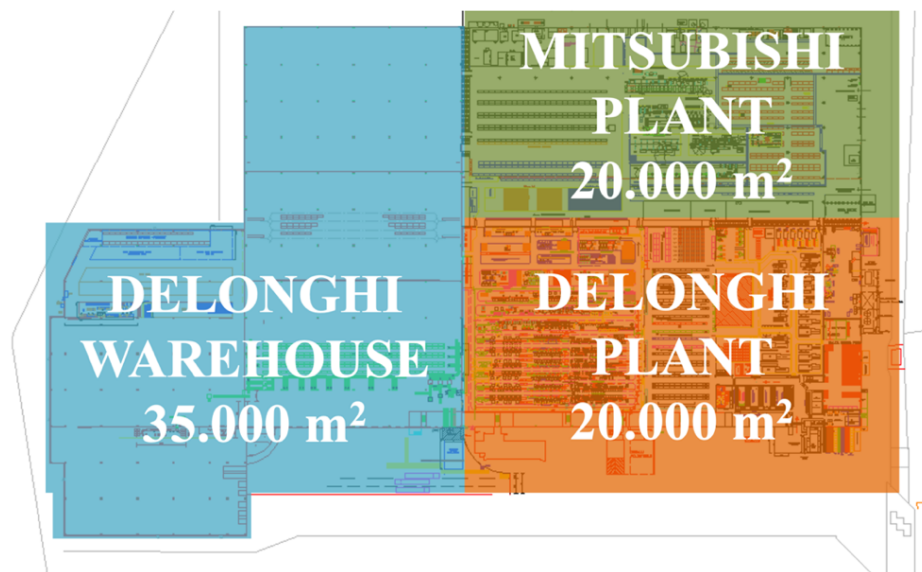 MITSUBISHI
PLANT
20.000 m²
DELONGHI
WAREHOUSE
35.000 m²
DELONGHI
PLANT
20.000 m²